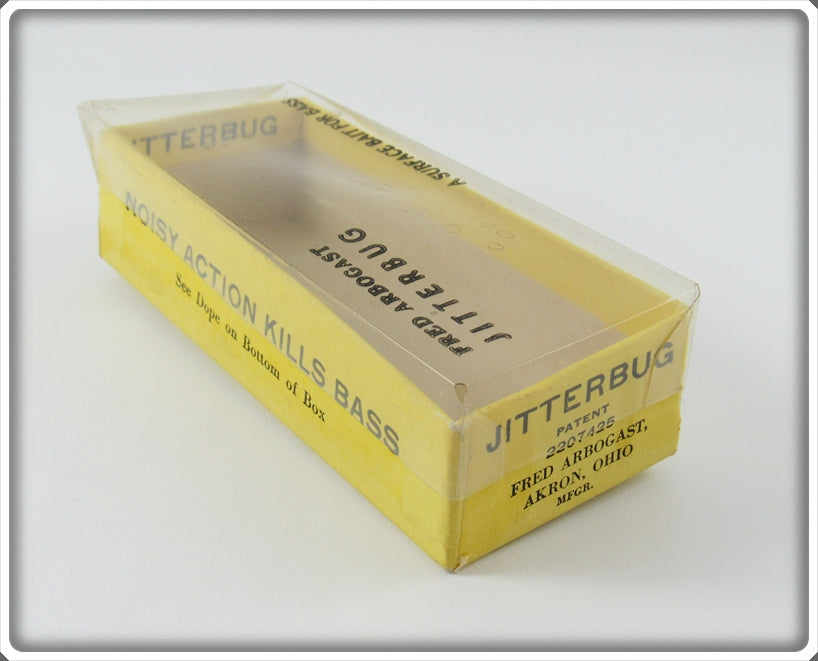 JITTERBUG
A SURFACE BAIT FOR BASS
FRED ARBOGAST
JITTERBUG
NOISY ACTION KILLS BASS
See Dope on Bottom of Box
JITTERBUG
PATENT
2207425
FRED ARBOGAST,
AKRON, OHIO
MFGR.